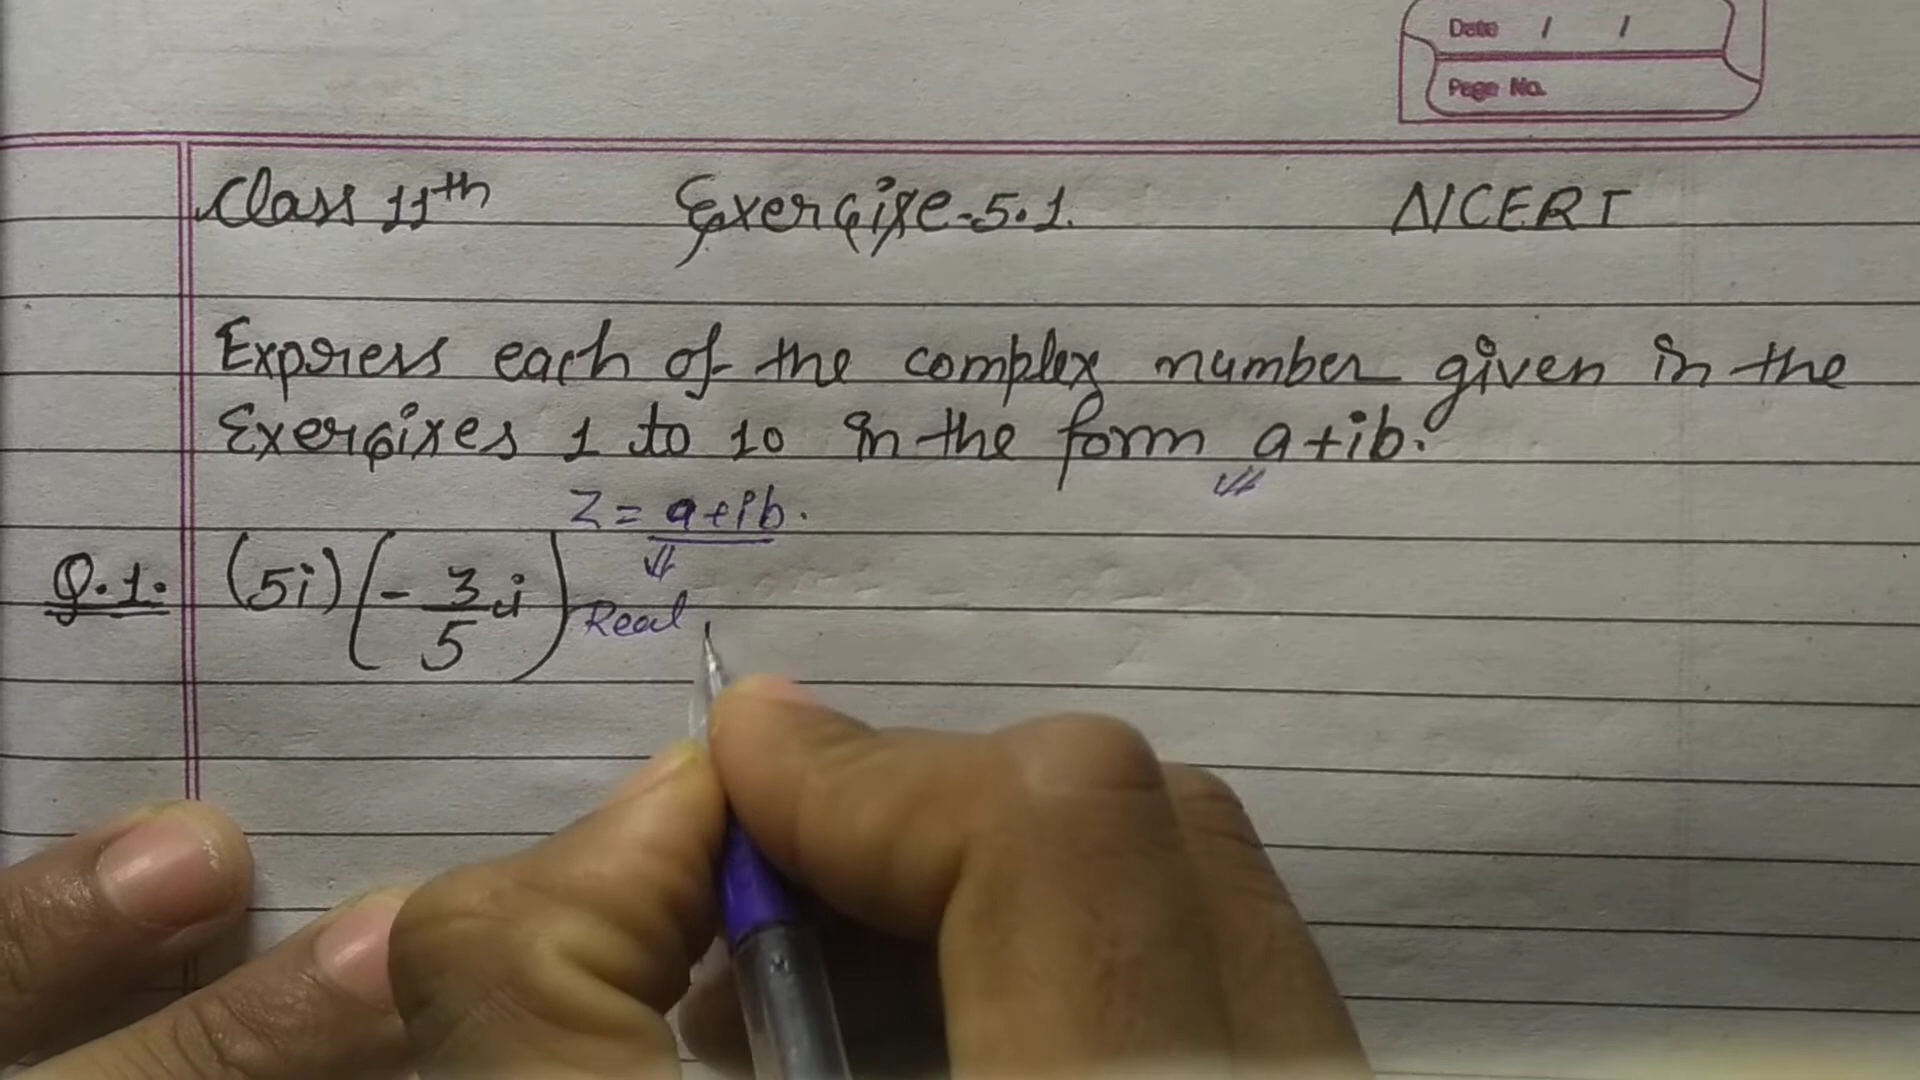 Date / /
Page No.
Class 11th Exercise-5.1. NCERT
Express each of the complex number given in the
Exercises 1 to 10 in the form a+ib.
Z = a+ib.
Q.1. (5i)(-3/5 i)
Real